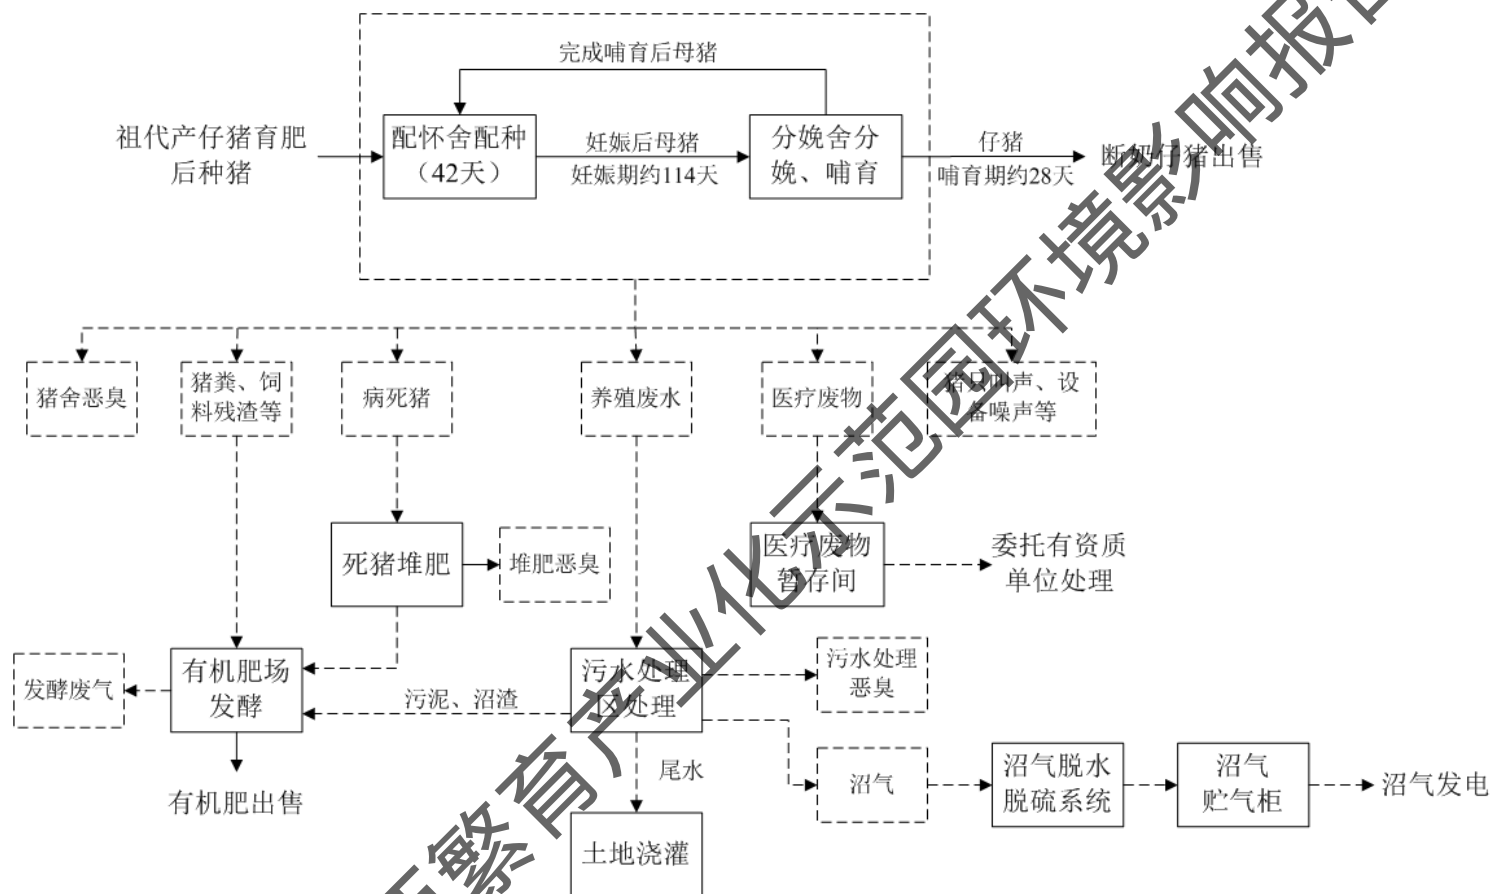 完成哺育后母猪
祖代产仔猪育肥
后种猪
配怀舍配种
（42天）
妊娠后母猪
妊娠期约114天
分娩舍分
娩、哺育
仔猪
哺育期约28天
断奶仔猪出售
猪舍恶臭
猪粪、饲
料残渣等
病死猪
养殖废水
医疗废物
猪只叫声、设
备噪声等
死猪堆肥
堆肥恶臭
医疗废物
暂存间
委托有资质
单位处理
发酵废气
有机肥场
发酵
污泥、沼渣
污水处理
区处理
污水处理
恶臭
有机肥出售
尾水
沼气
沼气脱水
脱硫系统
沼气
贮气柜
沼气发电
土地浇灌
繁育产业化示范园环境影响报